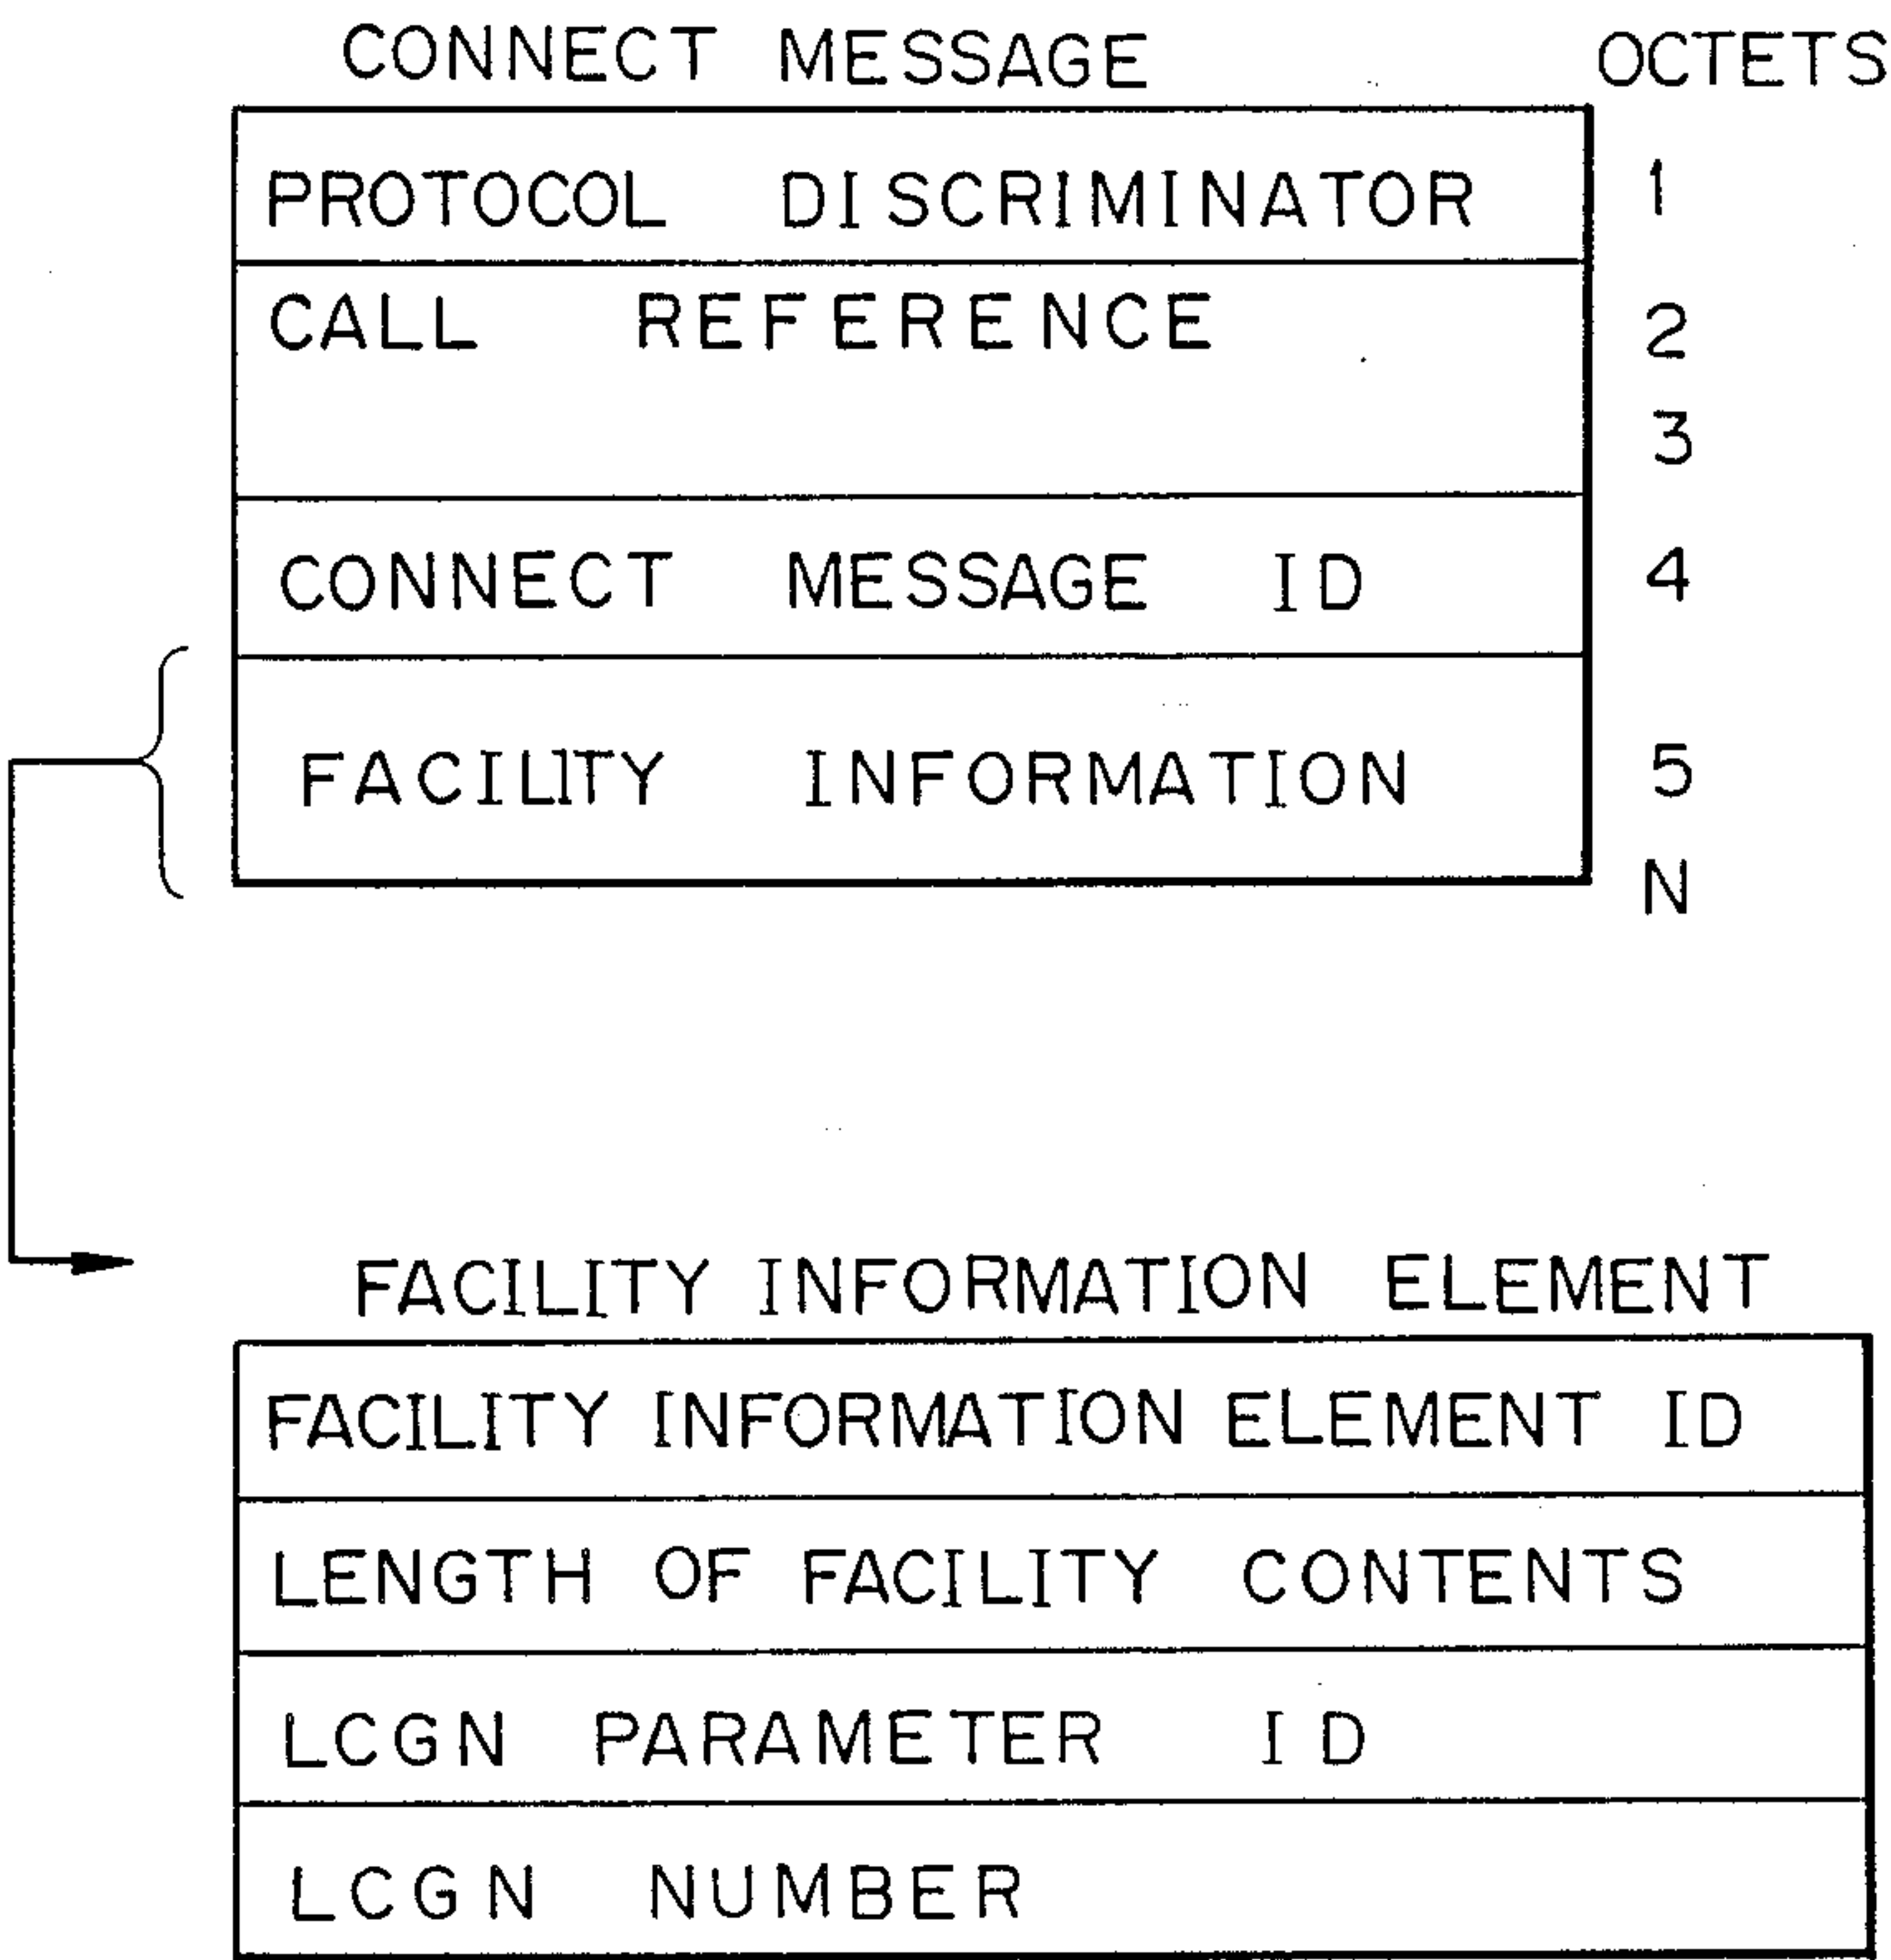 CONNECT MESSAGE OCTETS
PROTOCOL DISCRIMINATOR 1
CALL REFERENCE 2
3
CONNECT MESSAGE ID 4
FACILITY INFORMATION 5
N
FACILITY INFORMATION ELEMENT
FACILITY INFORMATION ELEMENT ID
LENGTH OF FACILITY CONTENTS
LCGN PARAMETER ID
LCGN NUMBER